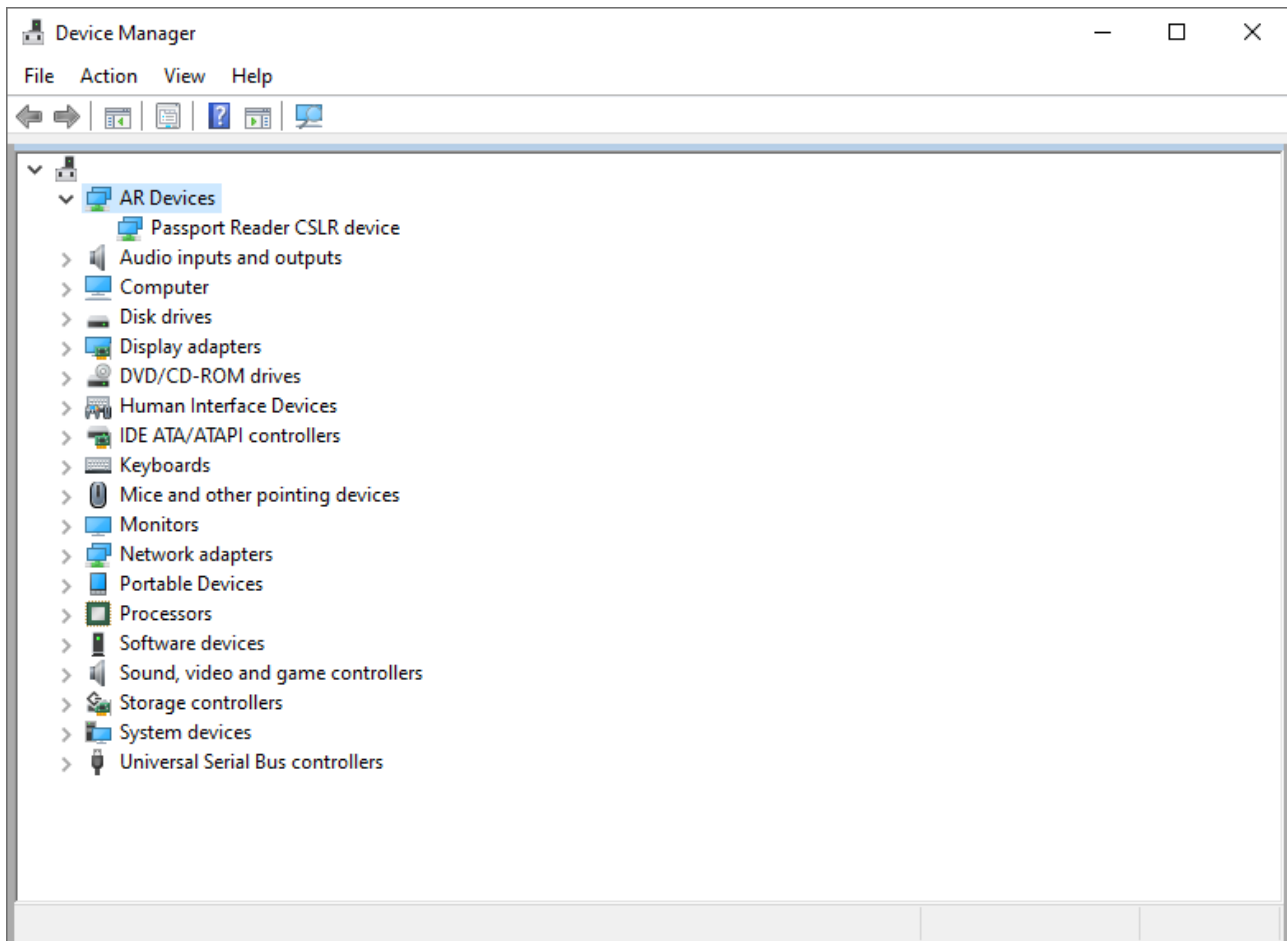 Device Manager
File Action View Help
AR Devices
Passport Reader CSLR device
Audio inputs and outputs
Computer
Disk drives
Display adapters
DVD/CD-ROM drives
Human Interface Devices
IDE ATA/ATAPI controllers
Keyboards
Mice and other pointing devices
Monitors
Network adapters
Portable Devices
Processors
Software devices
Sound, video and game controllers
Storage controllers
System devices
Universal Serial Bus controllers